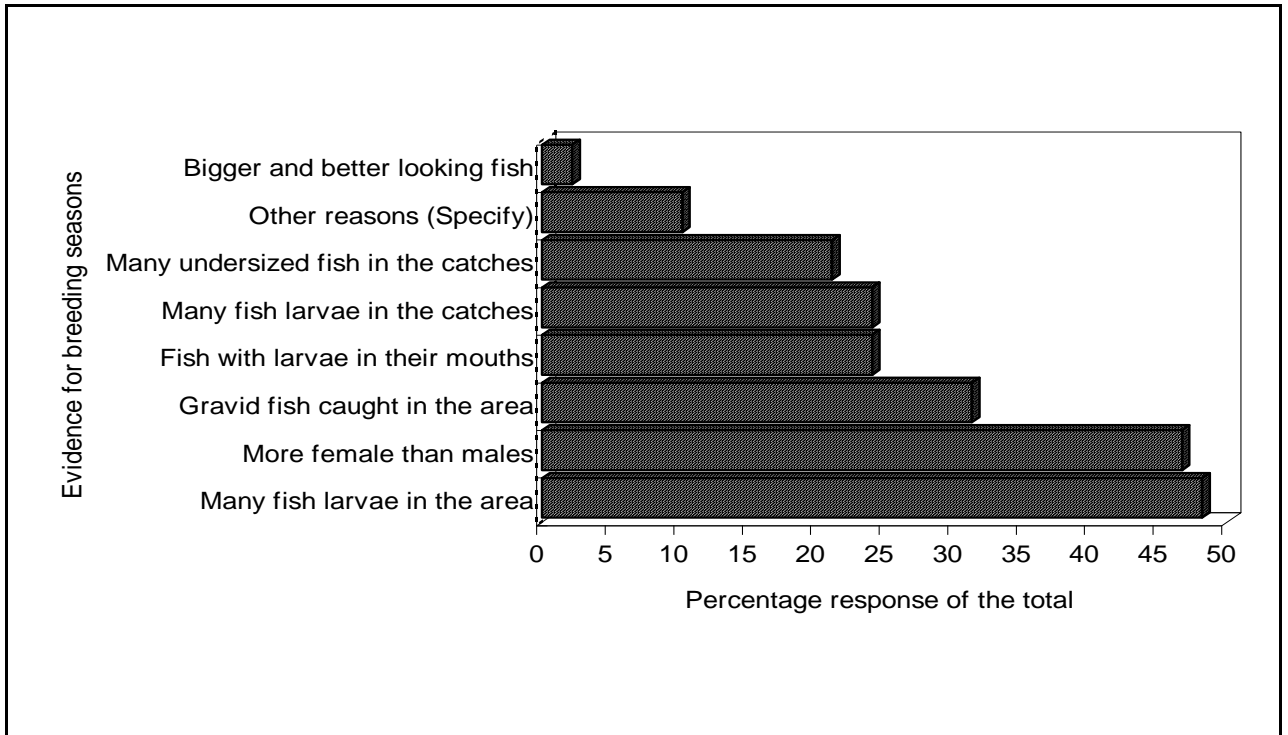 Evidence for breeding seasons
Bigger and better looking fish
Other reasons (Specify)
Many undersized fish in the catches
Many fish larvae in the catches
Fish with larvae in their mouths
Gravid fish caught in the area
More female than males
Many fish larvae in the area
0 5 10 15 20 25 30 35 40 45 50
Percentage response of the total